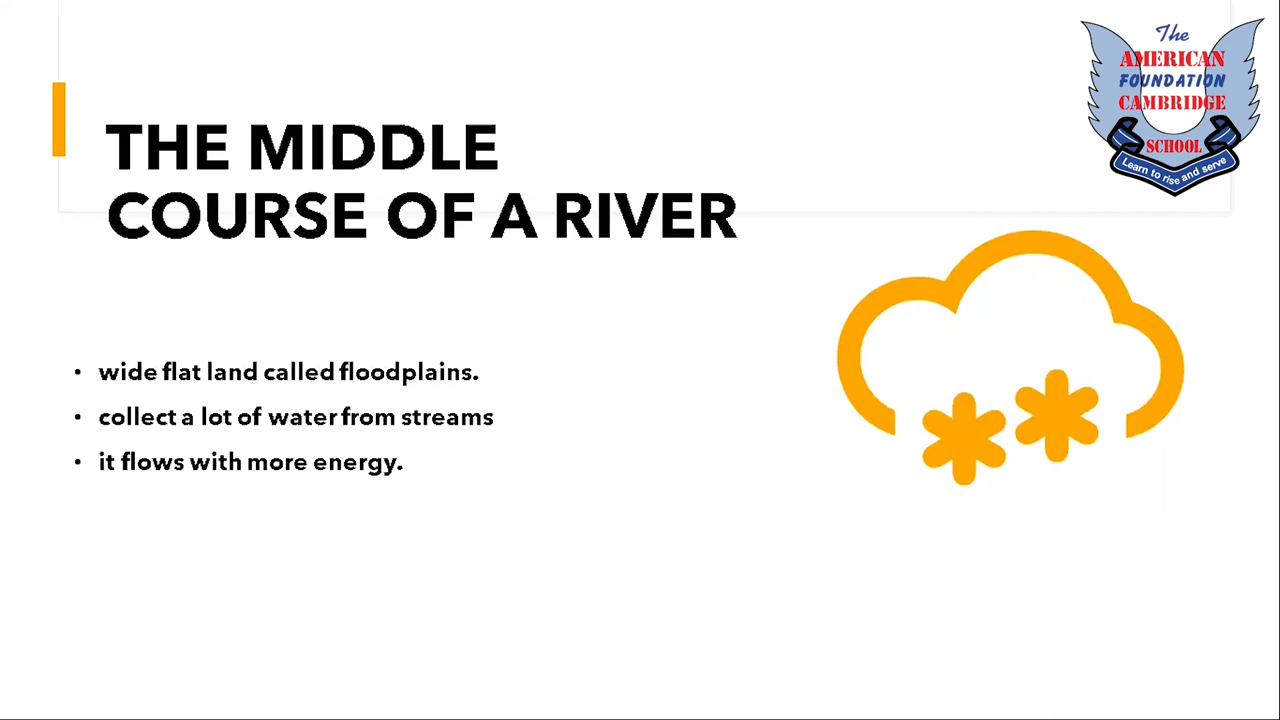 The
AMERICAN
FOUNDATION
CAMBRIDGE
SCHOOL
Learn to rise and serve
THE MIDDLE
COURSE OF A RIVER
• wide flat land called floodplains.
• collect a lot of water from streams
• it flows with more energy.